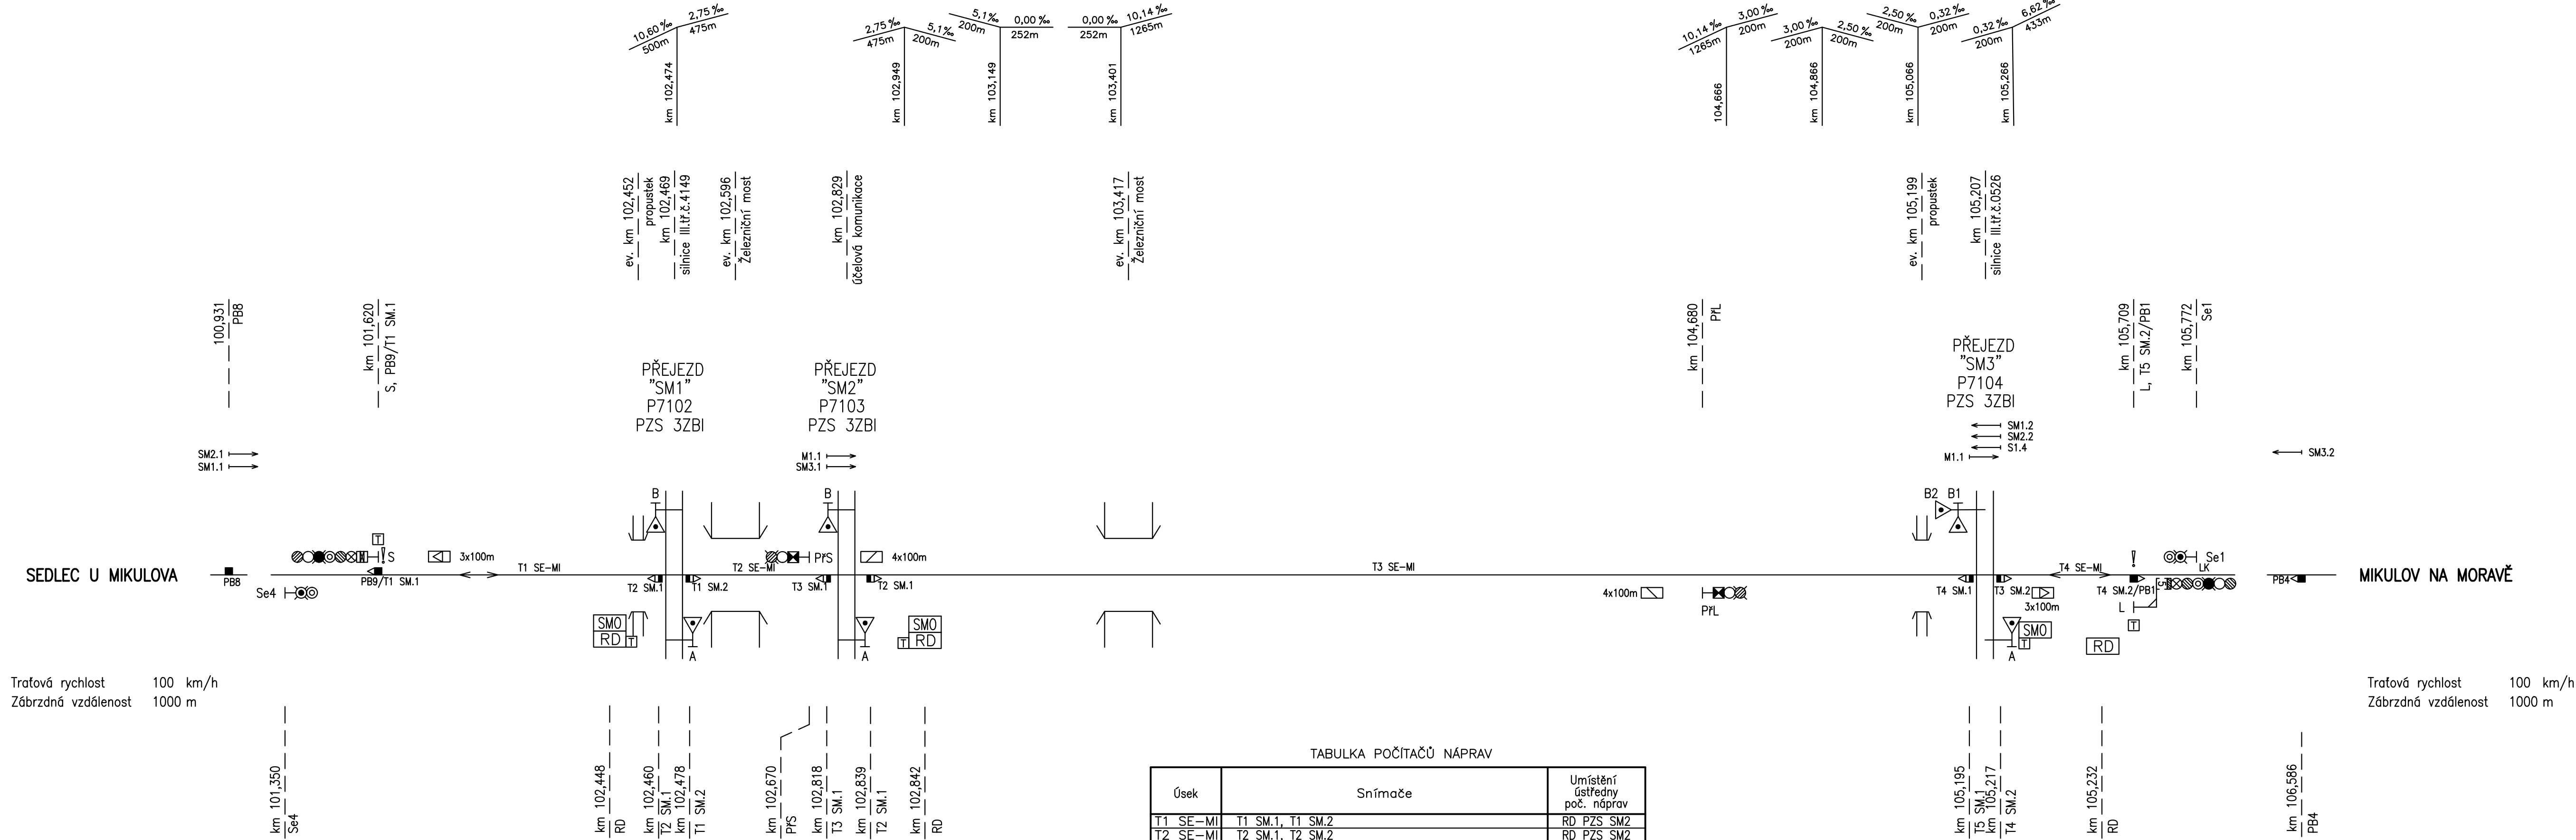 10,60 ‰ 2,75 ‰
500m 475m
km 102,474
2,75 ‰ 5,1‰
475m 200m
km 102,949
5,1‰ 0,00 ‰
200m 252m
km 103,149
0,00 ‰ 10,14 ‰
252m 1265m
km 103,401
10,14 ‰ 3,00 ‰
1265m 200m
104,666
3,00 ‰ 2,50 ‰
200m 200m
km 104,866
2,50 ‰ 0,32 ‰
200m 200m
km 105,066
0,32 ‰ 6,62 ‰
200m 433m
km 105,266
ev. km 102,452
propustek
km 102,469
silnice III.tř.č.4149
ev. km 102,596
Železniční most
km 102,829
účelová komunikace
ev. km 103,417
Železniční most
ev. km 105,199
propustek
km 105,207
silnice III.tř.č.0526
100,931
PB8
km 101,620
S, PB9/T1 SM.1
km 104,680
PřL
km 105,709
L, T5 SM.2/PB1
km 105,772
Se1
PŘEJEZD
"SM1"
P7102
PZS 3ZBI
PŘEJEZD
"SM2"
P7103
PZS 3ZBI
PŘEJEZD
"SM3"
P7104
PZS 3ZBI
SM2.1
SM1.1
M1.1
SM3.1
SM1.2
SM2.2
S1.4
M1.1
SM3.2
B
B
B2 B1
T
S
3x100m
PřS
4x100m
Se1
SEDLEC U MIKULOVA
PB8
PB9/T1 SM.1
T1 SE-MI
T2 SM.1
T1 SM.2
T2 SE-MI
T3 SM.1
T2 SM.1
T3 SE-MI
T4 SM.1
T3 SM.2
T4 SE-MI
T4 SM.2/PB1
LK
PB4
MIKULOV NA MORAVĚ
Se4
4x100m
PřL
3x100m
5
L
T
SMO
RD
T
A
A
T
SMO
RD
A
SMO
T
RD
Traťová rychlost 100 km/h
Zábrzdná vzdálenost 1000 m
Traťová rychlost 100 km/h
Zábrzdná vzdálenost 1000 m
km 101,350
Se4
km 102,448
RD
km 102,460
T2 SM.1
km 102,478
T1 SM.2
km 102,670
PřS
km 102,818
T3 SM.1
km 102,839
T2 SM.1
km 102,842
RD
km 105,195
T5 SM.1
km 105,217
T4 SM.2
km 105,232
RD
km 106,586
PB4
TABULKA POČÍTAČŮ NÁPRAV
Úsek Snímače Umístění ústředny poč. náprav
T1 SE-MI T1 SM.1, T1 SM.2 RD PZS SM2
T2 SE-MI T2 SM.1, T2 SM.2 RD PZS SM2